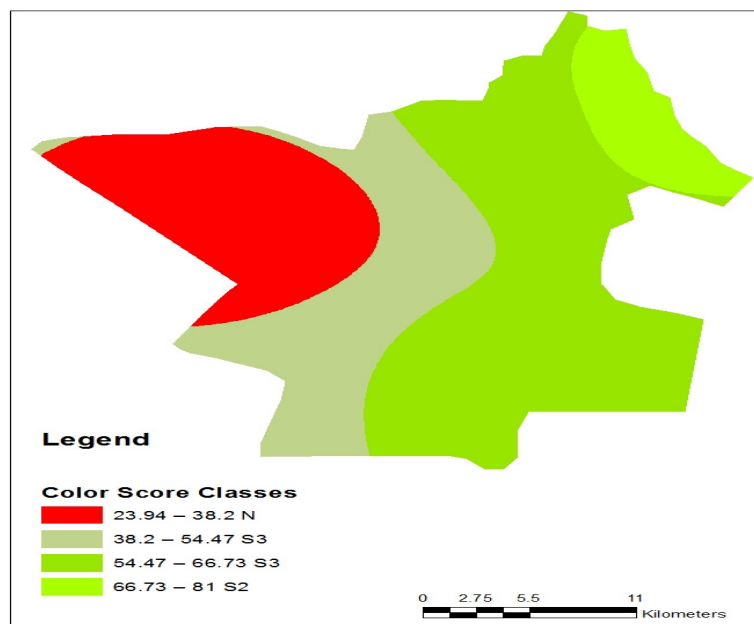 Legend
Color Score Classes
23.94 – 38.2 N
38.2 – 54.47 S3
54.47 – 66.73 S3
66.73 – 81 S2
0 2.75 5.5 11
Kilometers